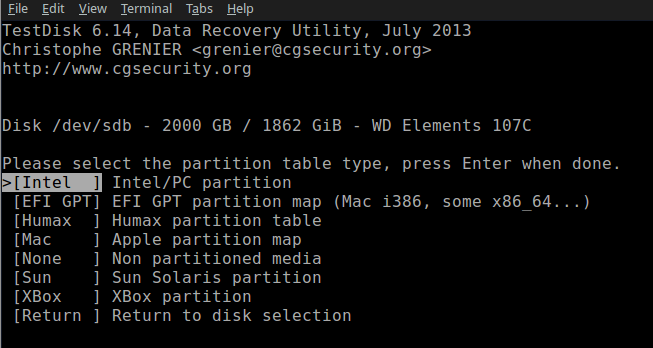 File Edit View Terminal Tabs Help
TestDisk 6.14, Data Recovery Utility, July 2013
Christophe GRENIER <grenier@cgsecurity.org>
http://www.cgsecurity.org
Disk /dev/sdb - 2000 GB / 1862 GiB - WD Elements 107C
Please select the partition table type, press Enter when done.
>[Intel  ] Intel/PC partition
 [EFI GPT] EFI GPT partition map (Mac i386, some x86_64...)
 [Humax  ] Humax partition table
 [Mac    ] Apple partition map
 [None   ] Non partitioned media
 [Sun    ] Sun Solaris partition
 [XBox   ] XBox partition
 [Return ] Return to disk selection